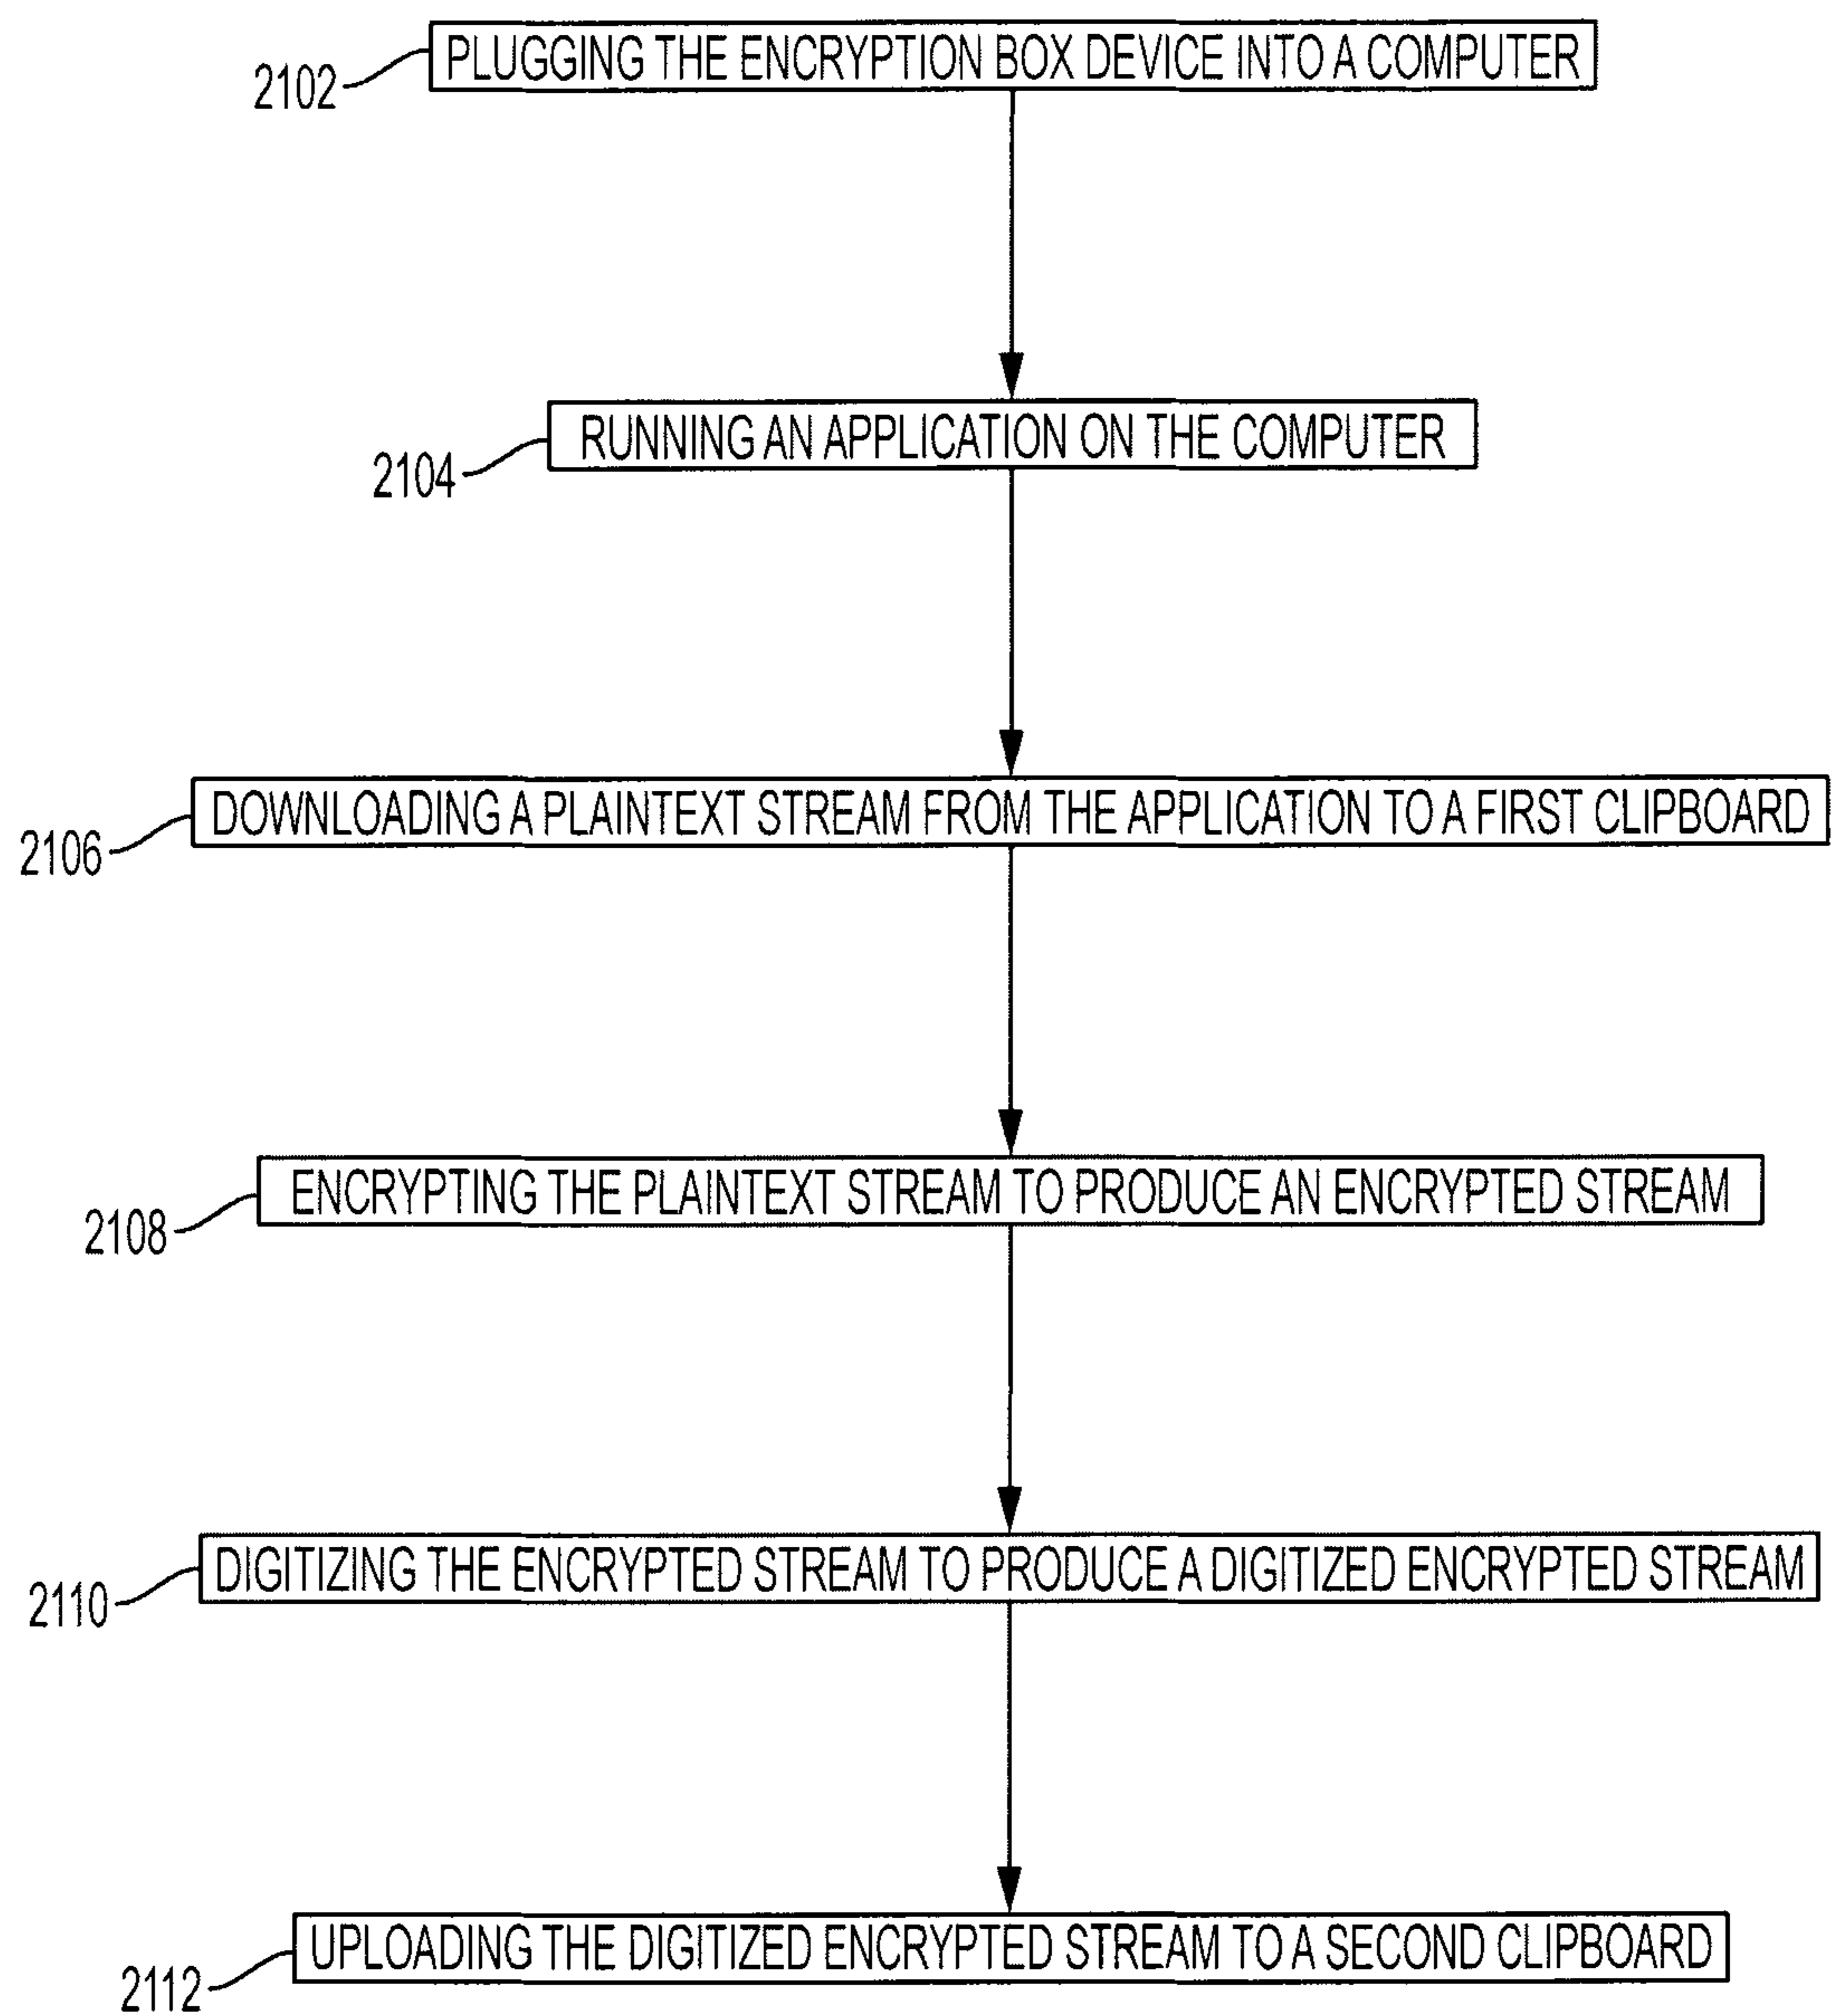 PLUGGING THE ENCRYPTION BOX DEVICE INTO A COMPUTER
2102
RUNNING AN APPLICATION ON THE COMPUTER
2104
DOWNLOADING A PLAINTEXT STREAM FROM THE APPLICATION TO A FIRST CLIPBOARD
2106
ENCRYPTING THE PLAINTEXT STREAM TO PRODUCE AN ENCRYPTED STREAM
2108
DIGITIZING THE ENCRYPTED STREAM TO PRODUCE A DIGITIZED ENCRYPTED STREAM
2110
UPLOADING THE DIGITIZED ENCRYPTED STREAM TO A SECOND CLIPBOARD
2112